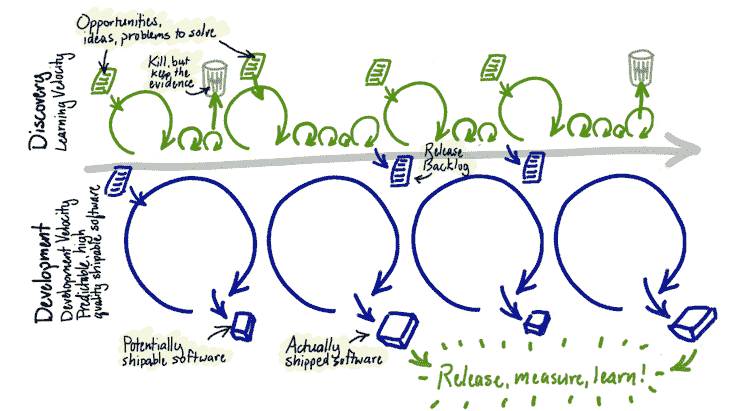 Opportunities,
ideas, problems to solve
Kill, but
keep the
evidence
Discovery
Learning Velocity
Release
Backlog
Development
Development Velocity
Predictable, high
quality shipable software
Potentially
shipable software
Actually
shipped software
Release, measure, learn!